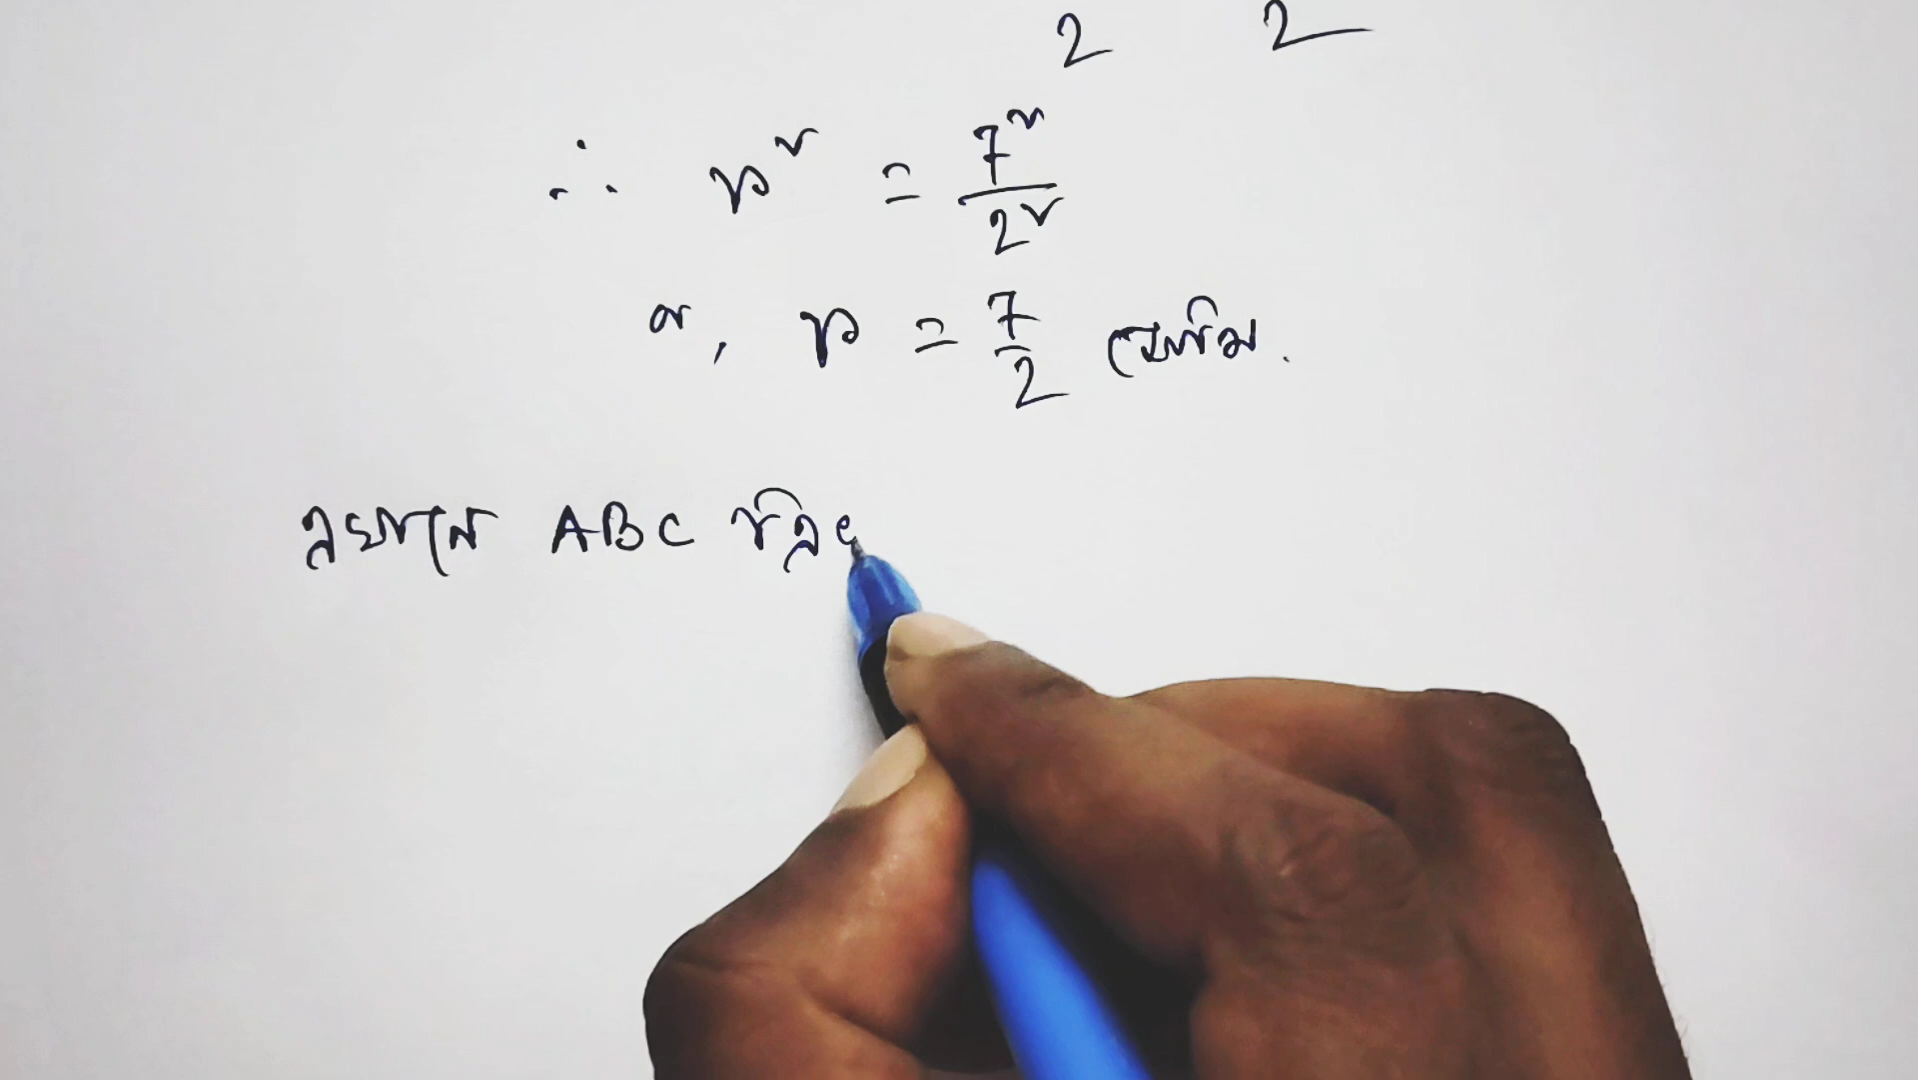 2 2
∴ r² = 7²/2²
বা, r = 7/2 সেমি.
এখানে ABC ত্রি